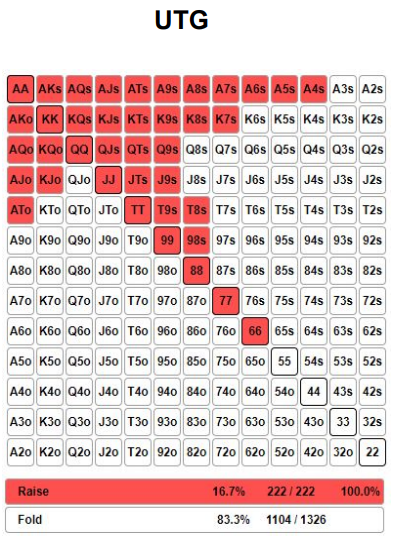 UTG
AA AKs AQs AJs ATs A9s A8s A7s A6s A5s A4s A3s A2s
AKo KK KQs KJs KTs K9s K8s K7s K6s K5s K4s K3s K2s
AQo KQo QQ QJs QTs Q9s Q8s Q7s Q6s Q5s Q4s Q3s Q2s
AJo KJo QJo JJ JTs J9s J8s J7s J6s J5s J4s J3s J2s
ATo KTo QTo JTo TT T9s T8s T7s T6s T5s T4s T3s T2s
A9o K9o Q9o J9o T9o 99 98s 97s 96s 95s 94s 93s 92s
A8o K8o Q8o J8o T8o 98o 88 87s 86s 85s 84s 83s 82s
A7o K7o Q7o J7o T7o 97o 87o 77 76s 75s 74s 73s 72s
A6o K6o Q6o J6o T6o 96o 86o 76o 66 65s 64s 63s 62s
A5o K5o Q5o J5o T5o 95o 85o 75o 65o 55 54s 53s 52s
A4o K4o Q4o J4o T4o 94o 84o 74o 64o 54o 44 43s 42s
A3o K3o Q3o J3o T3o 93o 83o 73o 63o 53o 43o 33 32s
A2o K2o Q2o J2o T2o 92o 82o 72o 62o 52o 42o 32o 22
Raise 16.7% 222 / 222 100.0%
Fold 83.3% 1104 / 1326